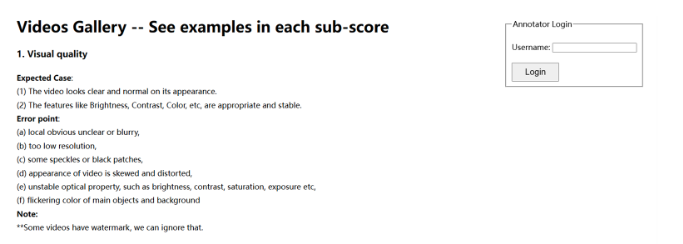 Videos Gallery -- See examples in each sub-score
1. Visual quality
Expected Case:
(1) The video looks clear and normal on its appearance.
(2) The features like Brightness, Contrast, Color, etc, are appropriate and stable.
Error point:
(a) local obvious unclear or blurry,
(b) too low resolution,
(c) some speckles or black patches,
(d) appearance of video is skewed and distorted,
(e) unstable optical property, such as brightness, contrast, saturation, exposure etc,
(f) flickering color of main objects and background
Note:
**Some videos have watermark, we can ignore that.
Annotator Login
Username:
Login